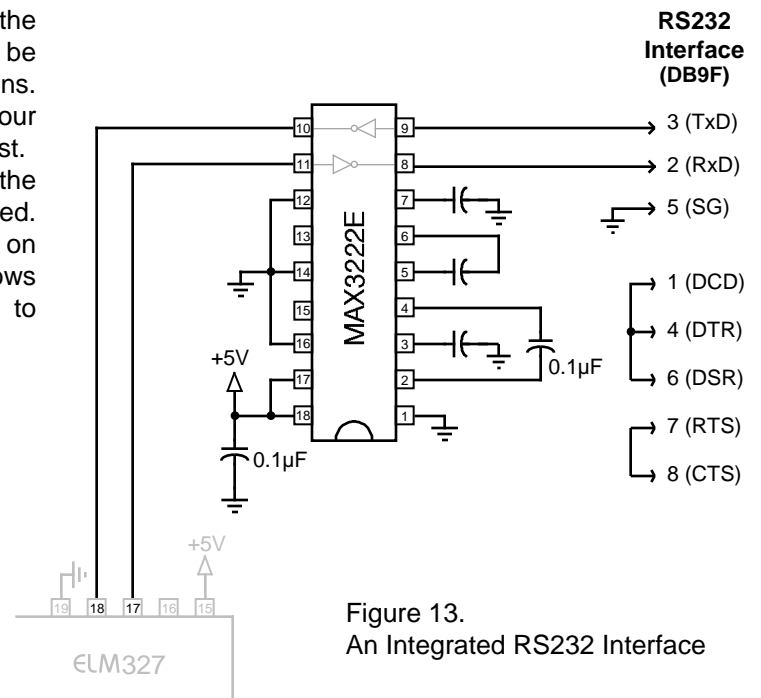 the
be
ns.
our
st.
the
ed.
on
ows
to
RS232
Interface
(DB9F)
3 (TxD)
2 (RxD)
5 (SG)
1 (DCD)
4 (DTR)
6 (DSR)
7 (RTS)
8 (CTS)
10
11
12
13
14
15
16
17
18
MAX3222E
9
8
7
6
5
4
3
2
1
0.1µF
+5V
0.1µF
+5V
19
18
17
16
15
ELM327
Figure 13.
An Integrated RS232 Interface